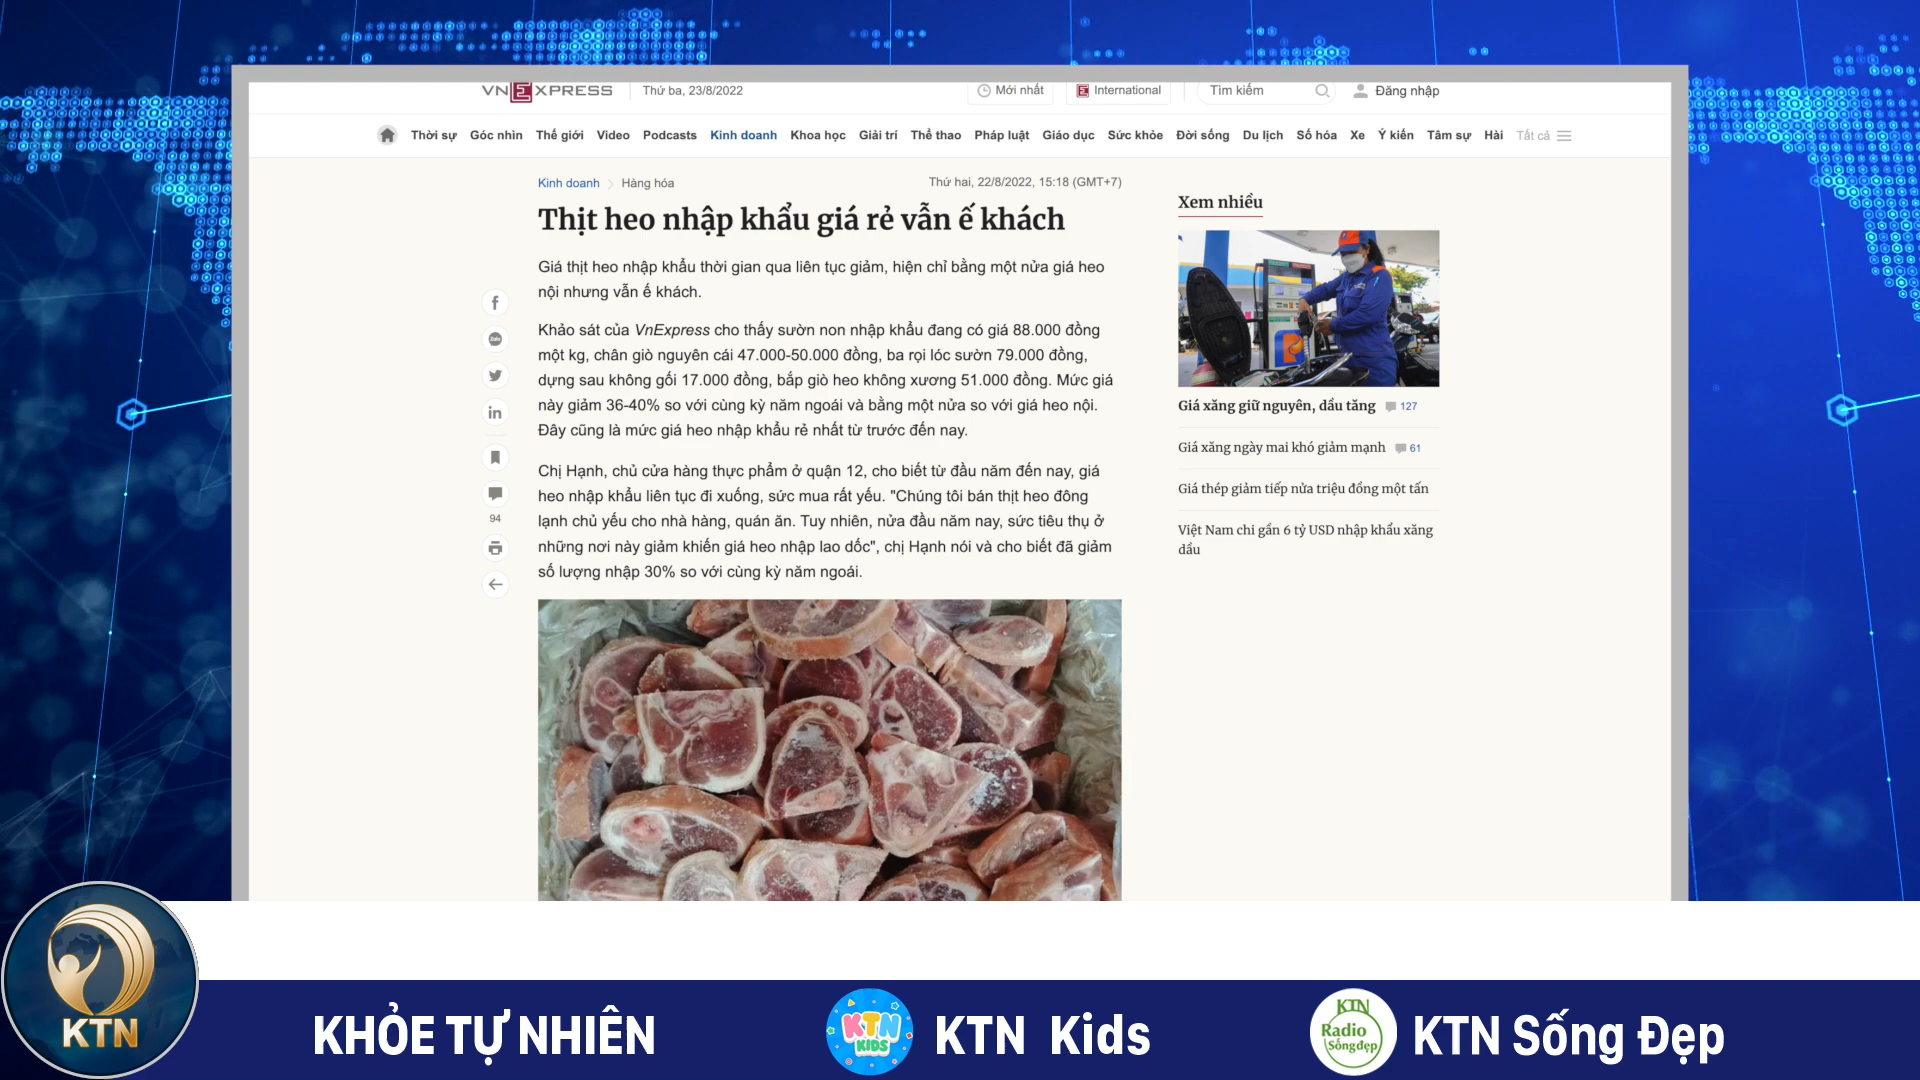 VNEXPRESS
Thứ ba, 23/8/2022
Mới nhất
International
Tìm kiếm
Đăng nhập
Thời sự Góc nhìn Thế giới Video Podcasts Kinh doanh Khoa học Giải trí Thể thao Pháp luật Giáo dục Sức khỏe Đời sống Du lịch Số hóa Xe Ý kiến Tâm sự Hài Tất cả
Kinh doanh Hàng hóa
Thứ hai, 22/8/2022, 15:18 (GMT+7)
Thịt heo nhập khẩu giá rẻ vẫn ế khách
Giá thịt heo nhập khẩu thời gian qua liên tục giảm, hiện chỉ bằng một nửa giá heo
nội nhưng vẫn ế khách.
Khảo sát của VnExpress cho thấy sườn non nhập khẩu đang có giá 88.000 đồng
một kg, chân giò nguyên cái 47.000-50.000 đồng, ba rọi lóc sườn 79.000 đồng,
dựng sau không gối 17.000 đồng, bắp giò heo không xương 51.000 đồng. Mức giá
này giảm 36-40% so với cùng kỳ năm ngoái và bằng một nửa so với giá heo nội.
Đây cũng là mức giá heo nhập khẩu rẻ nhất từ trước đến nay.
Chị Hạnh, chủ cửa hàng thực phẩm ở quận 12, cho biết từ đầu năm đến nay, giá
heo nhập khẩu liên tục đi xuống, sức mua rất yếu. "Chúng tôi bán thịt heo đông
lạnh chủ yếu cho nhà hàng, quán ăn. Tuy nhiên, nửa đầu năm nay, sức tiêu thụ ở
những nơi này giảm khiến giá heo nhập lao dốc", chị Hạnh nói và cho biết đã giảm
số lượng nhập 30% so với cùng kỳ năm ngoái.
Zalo
94
Xem nhiều
Giá xăng giữ nguyên, dầu tăng 127
Giá xăng ngày mai khó giảm mạnh 61
Giá thép giảm tiếp nửa triệu đồng một tấn
Việt Nam chi gần 6 tỷ USD nhập khẩu xăng
dầu
KTN
KHỎE TỰ NHIÊN
KTN
KIDS
KTN Kids
KTN
Radio
Sống đẹp
KTN Sống Đẹp